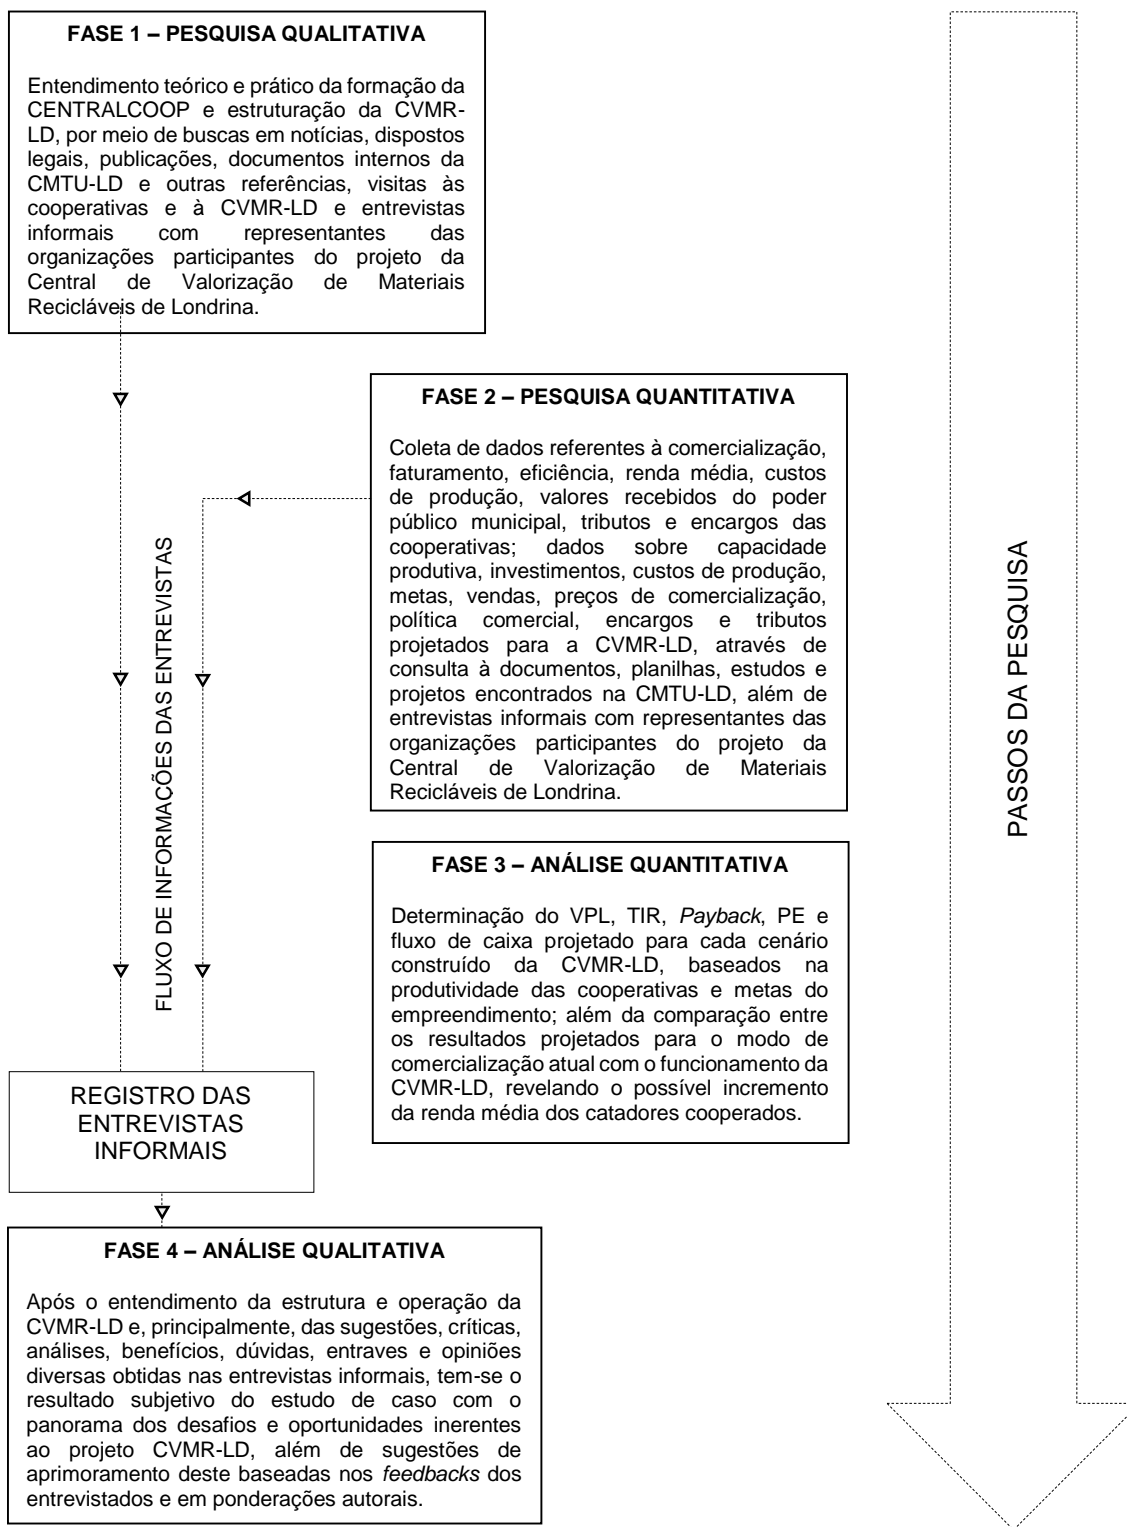 FASE 1 – PESQUISA QUALITATIVA
Entendimento teórico e prático da formação da
CENTRALCOOP e estruturação da CVMR-
LD, por meio de buscas em notícias, dispostos
legais, publicações, documentos internos da
CMTU-LD e outras referências, visitas às
cooperativas e à CVMR-LD e entrevistas
informais com representantes das
organizações participantes do projeto da
Central de Valorização de Materiais
Recicláveis de Londrina.
FASE 2 – PESQUISA QUANTITATIVA
Coleta de dados referentes à comercialização,
faturamento, eficiência, renda média, custos
de produção, valores recebidos do poder
público municipal, tributos e encargos das
cooperativas; dados sobre capacidade
produtiva, investimentos, custos de produção,
metas, vendas, preços de comercialização,
política comercial, encargos e tributos
projetados para a CVMR-LD, através de
consulta à documentos, planilhas, estudos e
projetos encontrados na CMTU-LD, além de
entrevistas informais com representantes das
organizações participantes do projeto da
Central de Valorização de Materiais
Recicláveis de Londrina.
FLUXO DE INFORMAÇÕES DAS ENTREVISTAS
PASSOS DA PESQUISA
FASE 3 – ANÁLISE QUANTITATIVA
Determinação do VPL, TIR, Payback, PE e
fluxo de caixa projetado para cada cenário
construído da CVMR-LD, baseados na
produtividade das cooperativas e metas do
empreendimento; além da comparação entre
os resultados projetados para o modo de
comercialização atual com o funcionamento da
CVMR-LD, revelando o possível incremento
da renda média dos catadores cooperados.
REGISTRO DAS
ENTREVISTAS
INFORMAIS
FASE 4 – ANÁLISE QUALITATIVA
Após o entendimento da estrutura e operação da
CVMR-LD e, principalmente, das sugestões, críticas,
análises, benefícios, dúvidas, entraves e opiniões
diversas obtidas nas entrevistas informais, tem-se o
resultado subjetivo do estudo de caso com o
panorama dos desafios e oportunidades inerentes
ao projeto CVMR-LD, além de sugestões de
aprimoramento deste baseadas nos feedbacks dos
entrevistados e em ponderações autorais.